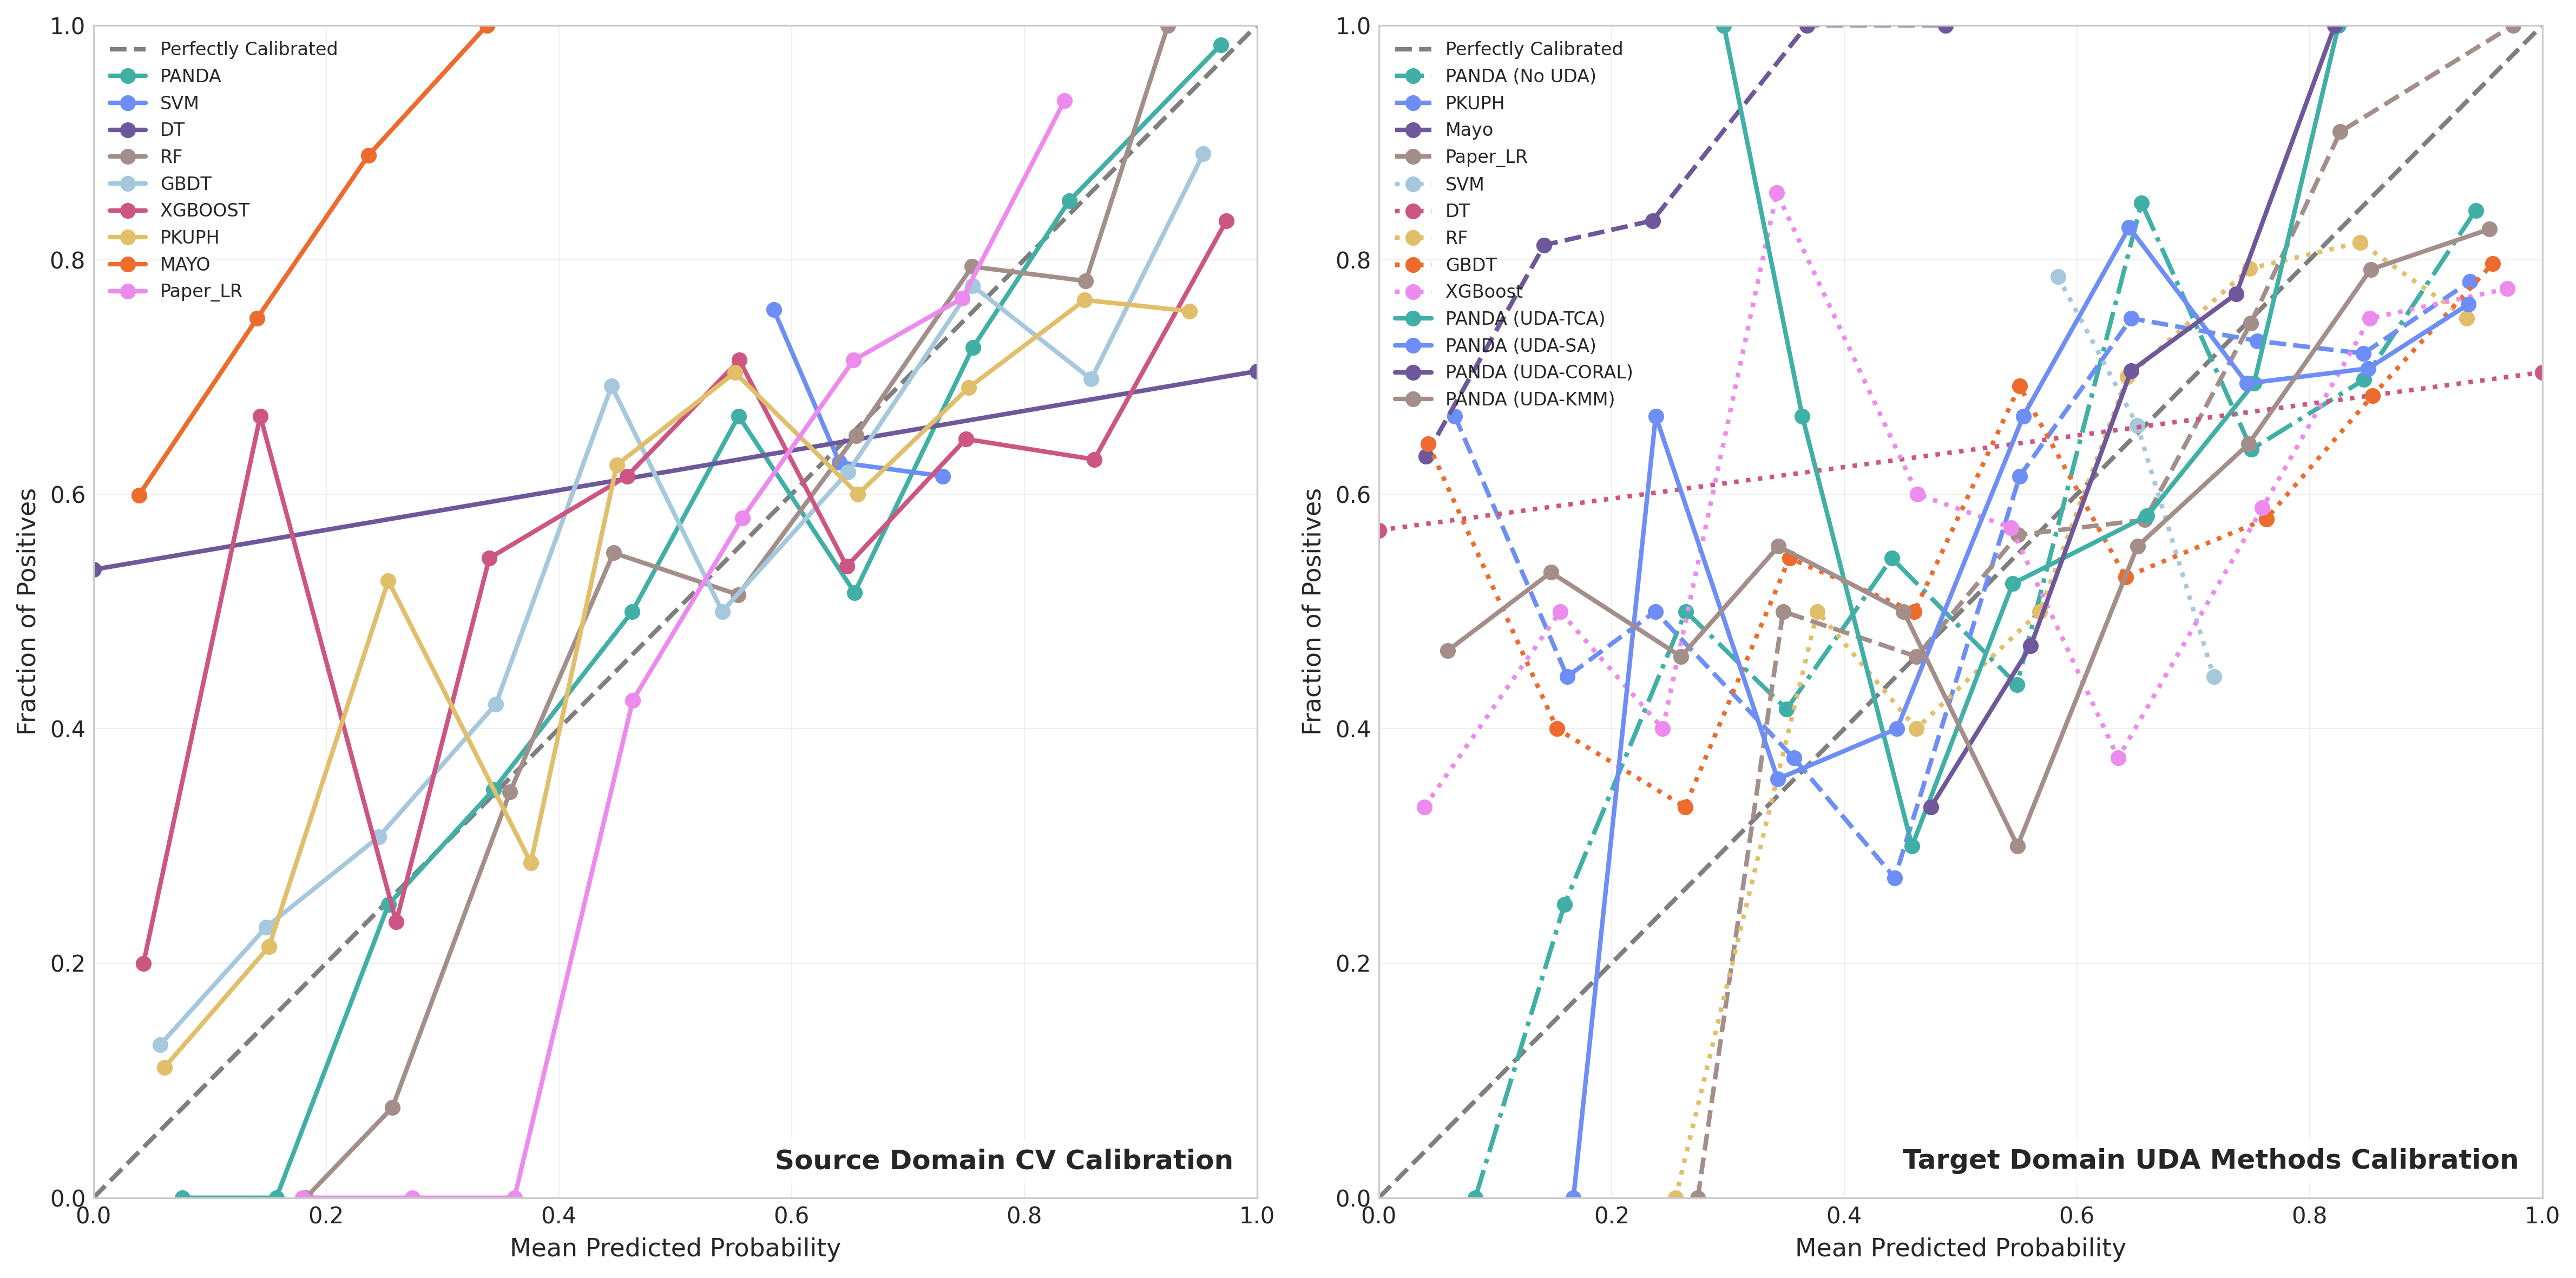 1.0
0.8
0.6
0.4
0.2
0.0
Fraction of Positives
Perfectly Calibrated
PANDA
SVM
DT
RF
GBDT
XGBOOST
PKUPH
MAYO
Paper_LR
Source Domain CV Calibration
0.0 0.2 0.4 0.6 0.8 1.0
Mean Predicted Probability
1.0
0.8
0.6
0.4
0.2
0.0
Fraction of Positives
Perfectly Calibrated
PANDA (No UDA)
PKUPH
Mayo
Paper_LR
SVM
DT
RF
GBDT
XGBoost
PANDA (UDA-TCA)
PANDA (UDA-SA)
PANDA (UDA-CORAL)
PANDA (UDA-KMM)
Target Domain UDA Methods Calibration
0.0 0.2 0.4 0.6 0.8 1.0
Mean Predicted Probability